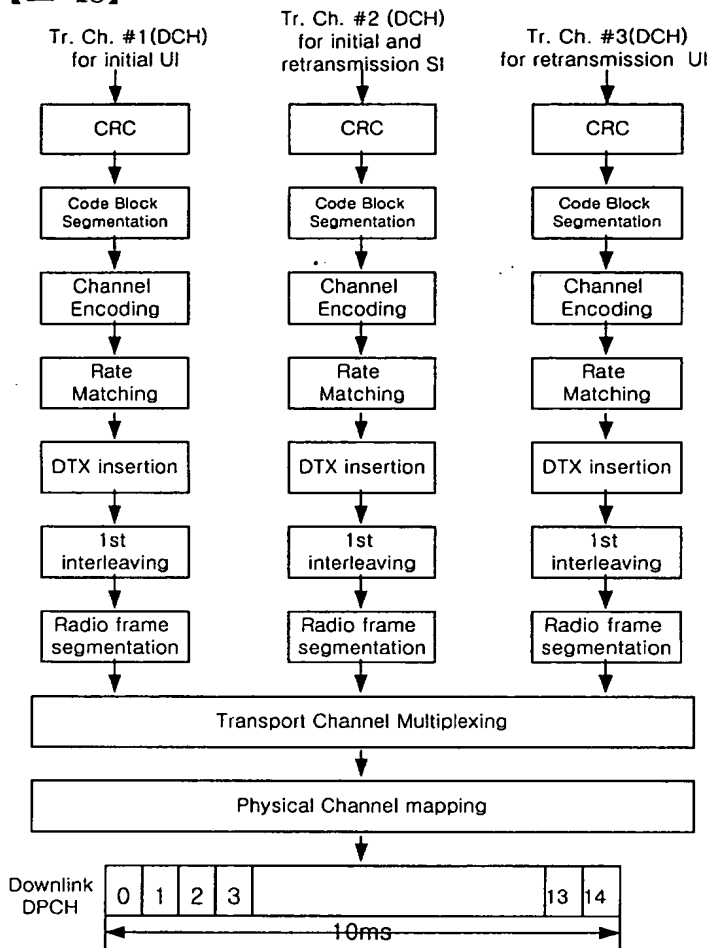 Tr. Ch. #1(DCH)
for initial UI
Tr. Ch. #2 (DCH)
for initial and
retransmission SI
Tr. Ch. #3(DCH)
for retransmission UI
CRC
CRC
CRC
Code Block
Segmentation
Code Block
Segmentation
Code Block
Segmentation
Channel
Encoding
Channel
Encoding
Channel
Encoding
Rate
Matching
Rate
Matching
Rate
Matching
DTX insertion
DTX insertion
DTX insertion
1st
interleaving
1st
interleaving
1st
interleaving
Radio frame
segmentation
Radio frame
segmentation
Radio frame
segmentation
Transport Channel Multiplexing
Physical Channel mapping
Downlink
DPCH
0 1 2 3 13 14
10ms